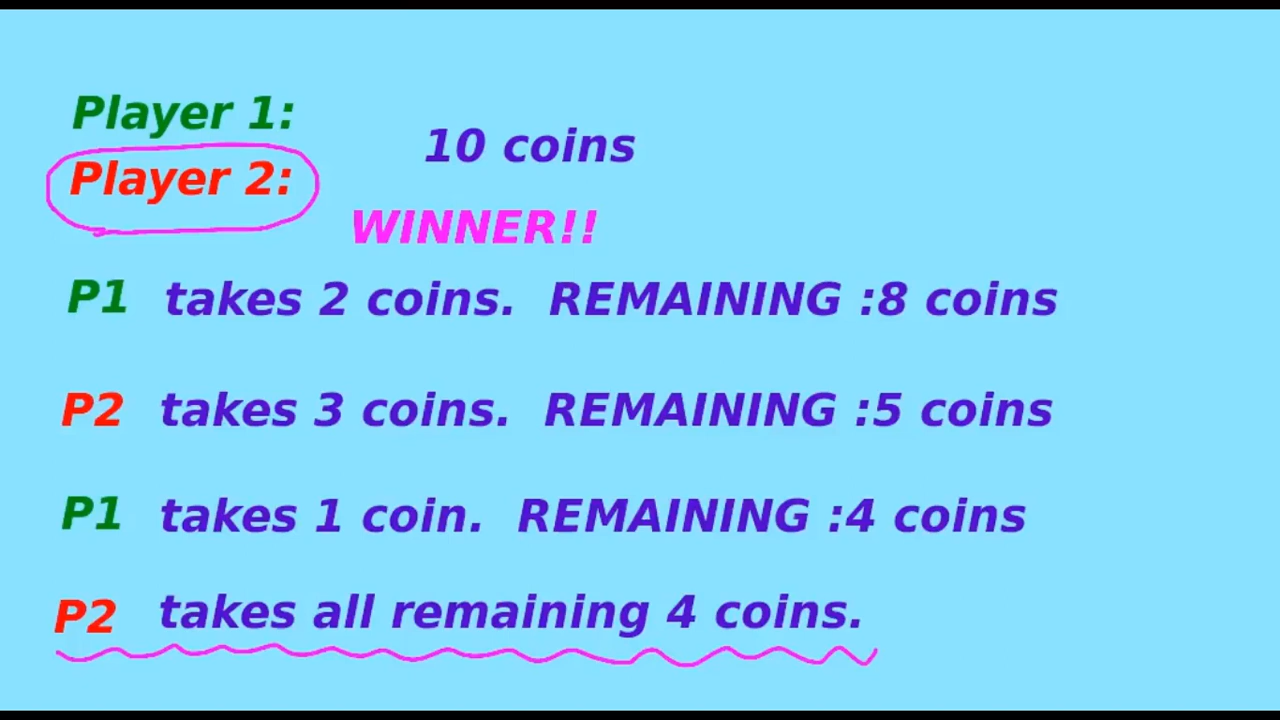 Player 1:
10 coins
Player 2:
WINNER!!
P1 takes 2 coins. REMAINING :8 coins
P2 takes 3 coins. REMAINING :5 coins
P1 takes 1 coin. REMAINING :4 coins
P2 takes all remaining 4 coins.